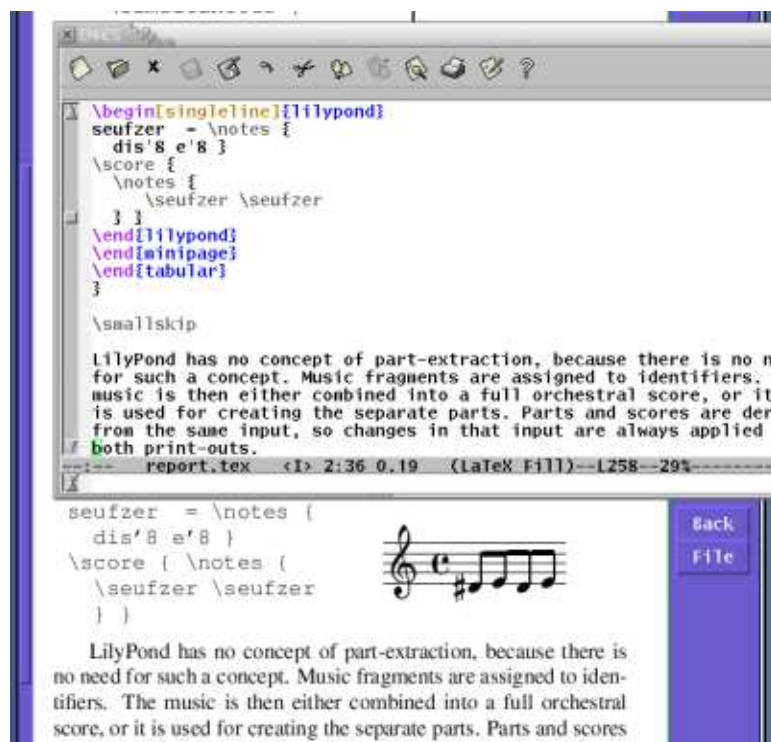 \begin[singleline]{lilypond}
seufzer = \notes {
dis'8 e'8 }
\score {
\notes {
\seufzer \seufzer
} }
\end{lilypond}
\end{minipage}
\end{tabular}
}
\smallskip
LilyPond has no concept of part-extraction, because there is no n
for such a concept. Music fragments are assigned to identifiers.
music is then either combined into a full orchestral score, or it
is used for creating the separate parts. Parts and scores are der
from the same input, so changes in that input are always applied
both print-outs.
--:-- report.tex <I> 2:36 0.19 (LaTeX Fill)--L258--29%--------
seufzer = \notes {
dis'8 e'8 }
\score { \notes {
\seufzer \seufzer
} }
Back
File
LilyPond has no concept of part-extraction, because there is
no need for such a concept. Music fragments are assigned to iden-
tifiers. The music is then either combined into a full orchestral
score, or it is used for creating the separate parts. Parts and scores